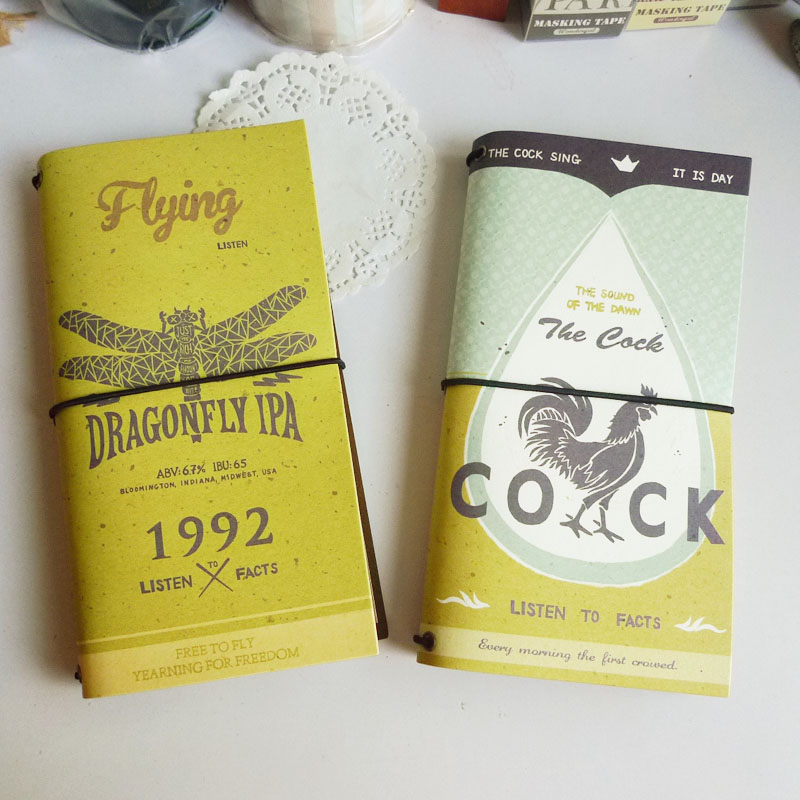 MASKING TAPE
MASKING TAPE
Flying
LISTEN
DRAGONFLY IPA
ABV: 6.7% IBU: 65
BLOOMINGTON, INDIANA, MIDWEST, USA
1992
LISTEN TO FACTS
FREE TO FLY
YEARNING FOR FREEDOM
THE COCK SING IT IS DAY
THE SOUND
OF THE DAWN
The Cock
COCK
LISTEN TO FACTS
Every morning the first crowed.